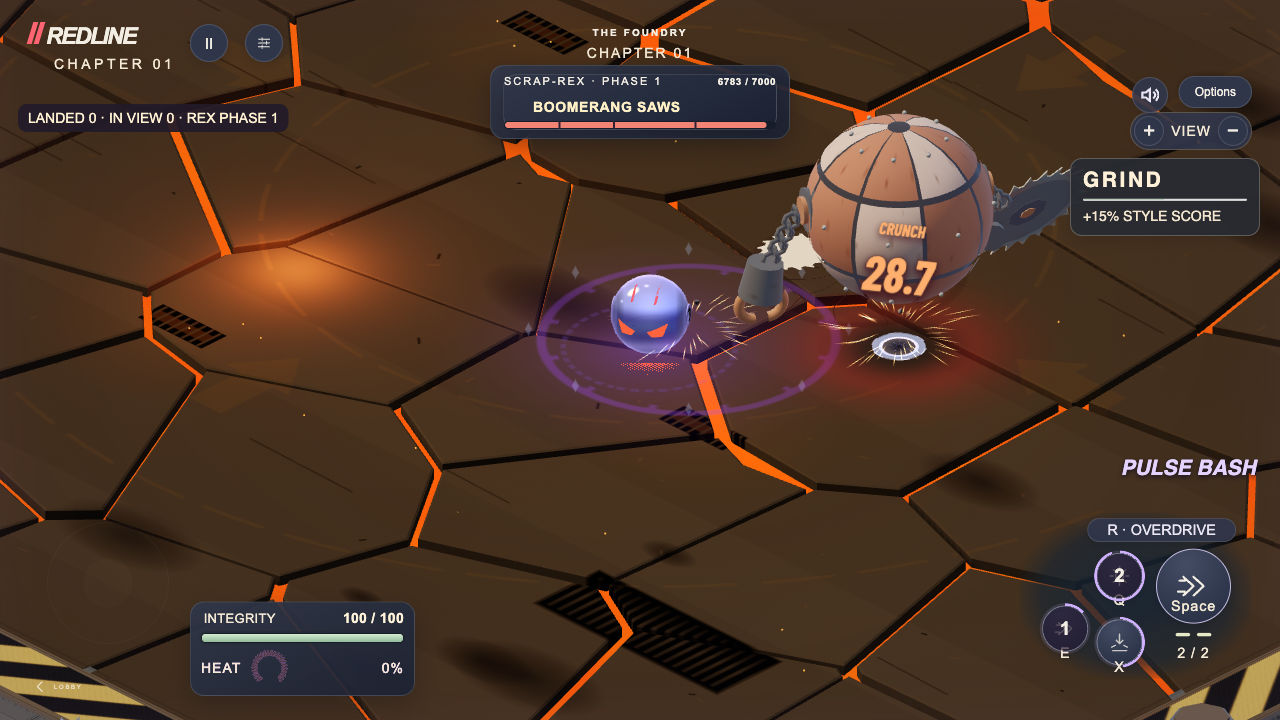 REDLINE
CHAPTER 01
THE FOUNDRY
CHAPTER 01
SCRAP-REX · PHASE 1 6783 / 7000
BOOMERANG SAWS
LANDED 0 · IN VIEW 0 · REX PHASE 1
Options
+ VIEW −
GRIND
+15% STYLE SCORE
CRUNCH
28.7
PULSE BASH
R · OVERDRIVE
2
Q
Space
1
E
X
2 / 2
INTEGRITY 100 / 100
HEAT 0%
LOBBY